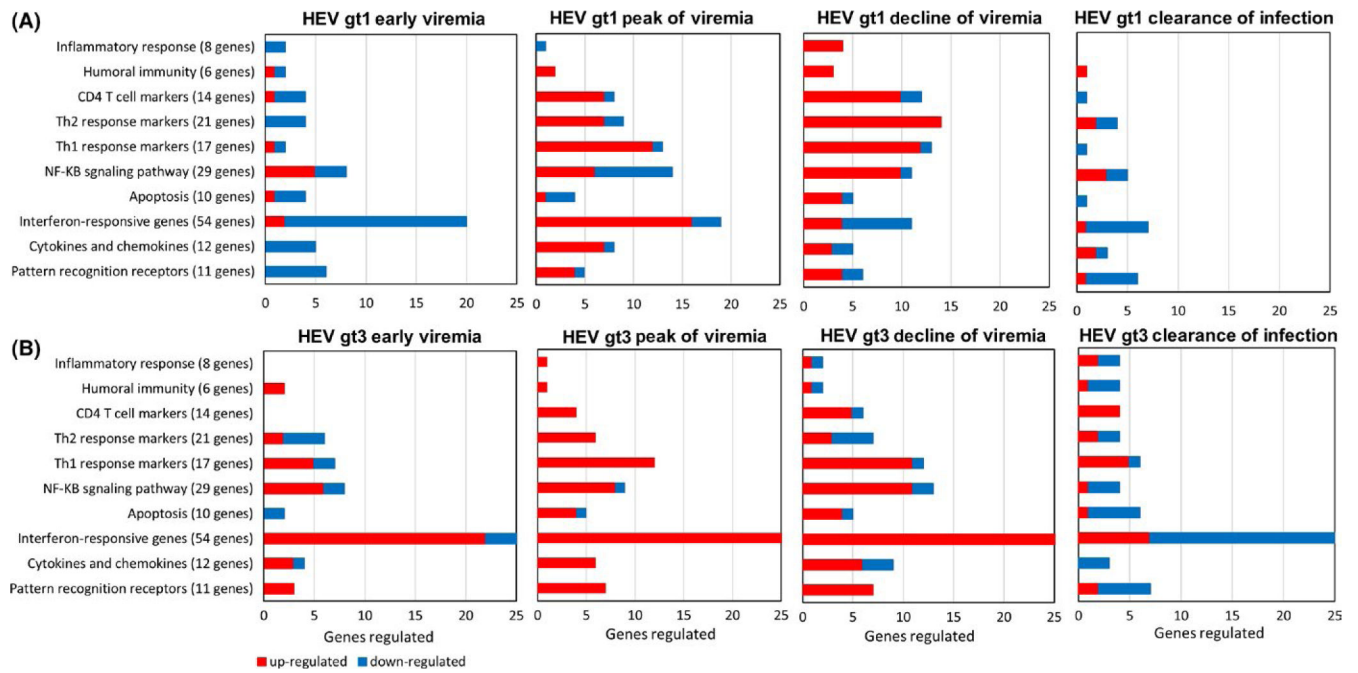 (A)
HEV gt1 early viremia
HEV gt1 peak of viremia
HEV gt1 decline of viremia
HEV gt1 clearance of infection
Inflammatory response (8 genes)
Humoral immunity (6 genes)
CD4 T cell markers (14 genes)
Th2 response markers (21 genes)
Th1 response markers (17 genes)
NF-KB sgnaling pathway (29 genes)
Apoptosis (10 genes)
Interferon-responsive genes (54 genes)
Cytokines and chemokines (12 genes)
Pattern recognition receptors (11 genes)
0 5 10 15 20 25
0 5 10 15 20 25
0 5 10 15 20 25
0 5 10 15 20 25
(B)
HEV gt3 early viremia
HEV gt3 peak of viremia
HEV gt3 decline of viremia
HEV gt3 clearance of infection
Inflammatory response (8 genes)
Humoral immunity (6 genes)
CD4 T cell markers (14 genes)
Th2 response markers (21 genes)
Th1 response markers (17 genes)
NF-KB sgnaling pathway (29 genes)
Apoptosis (10 genes)
Interferon-responsive genes (54 genes)
Cytokines and chemokines (12 genes)
Pattern recognition receptors (11 genes)
0 5 10 15 20 25
0 5 10 15 20 25
0 5 10 15 20 25
0 5 10 15 20 25
Genes regulated
Genes regulated
Genes regulated
Genes regulated
up-regulated
down-regulated